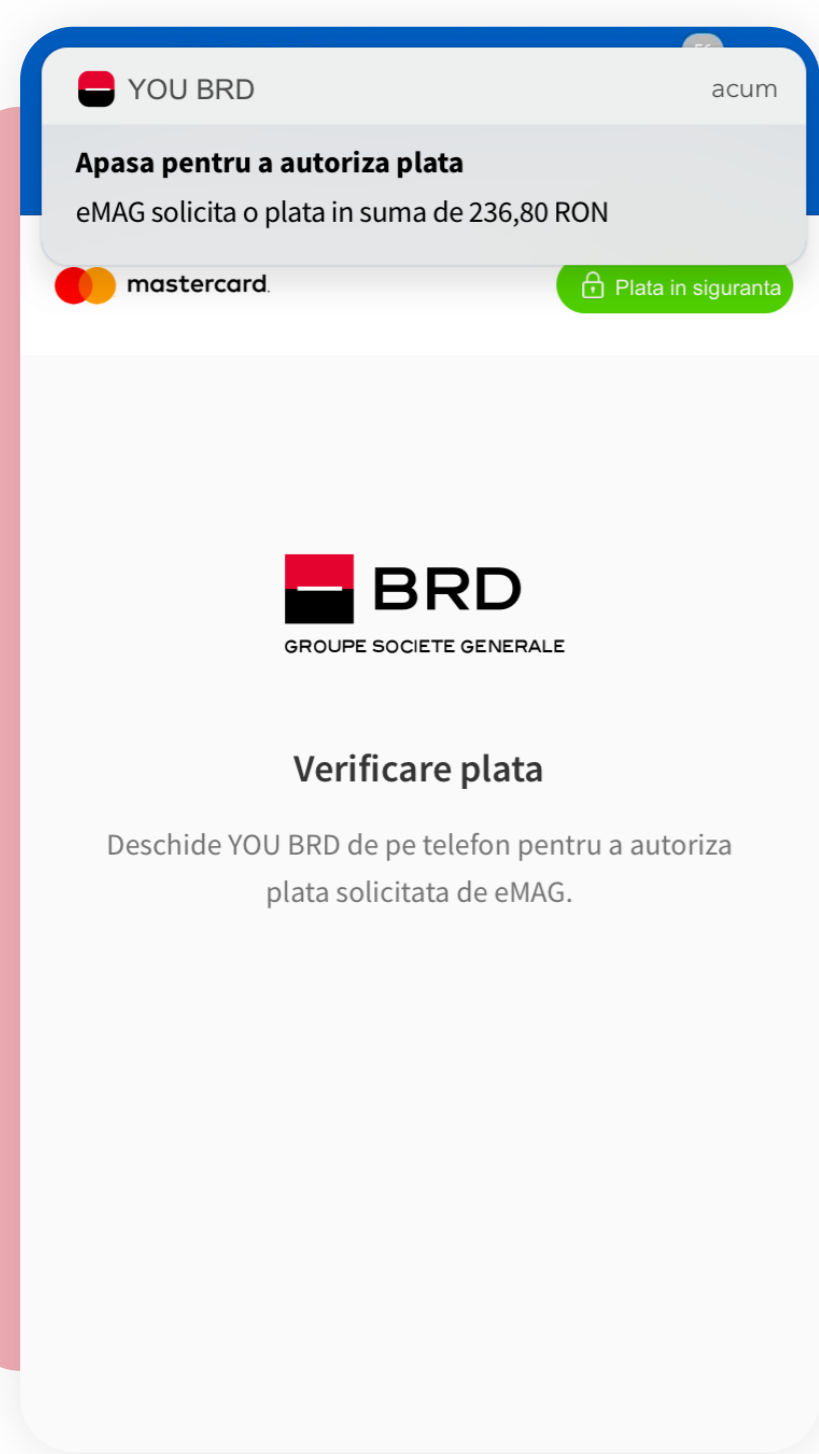 YOU BRD
acum
Apasa pentru a autoriza plata
eMAG solicita o plata in suma de 236,80 RON
mastercard.
Plata in siguranta
BRD
GROUPE SOCIETE GENERALE
Verificare plata
Deschide YOU BRD de pe telefon pentru a autoriza
plata solicitata de eMAG.